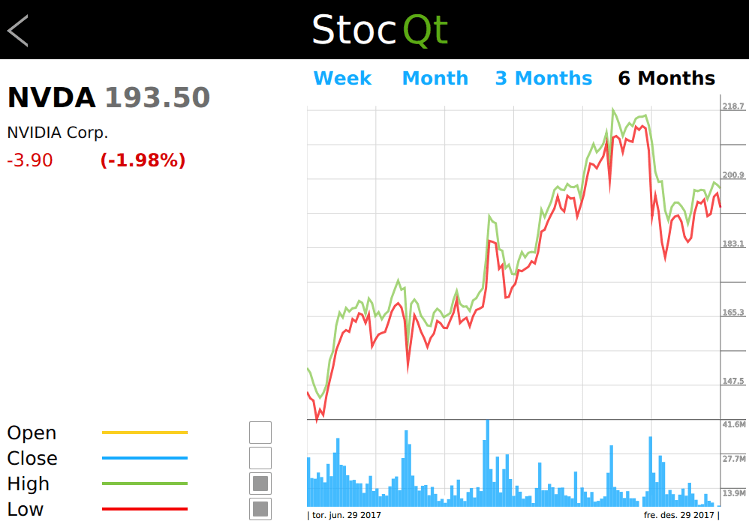 StocQt
Week Month 3 Months 6 Months
NVDA 193.50
NVIDIA Corp.
-3.90 (-1.98%)
218.7
200.9
183.1
165.3
147.5
41.6M
27.7M
13.9M
Open
Close
High
Low
| tor. jun. 29 2017 fre. des. 29 2017 |